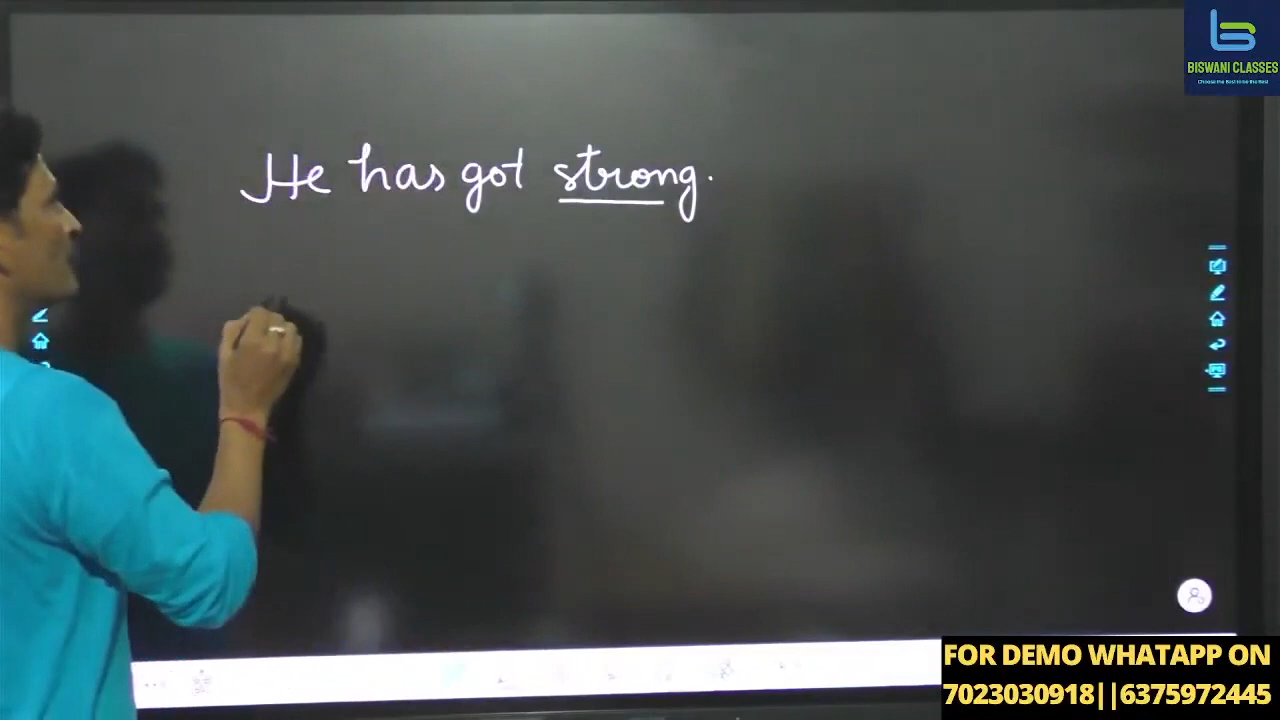 BISWANI CLASSES
He has got strong.
FOR DEMO WHATAPP ON
7023030918||6375972445